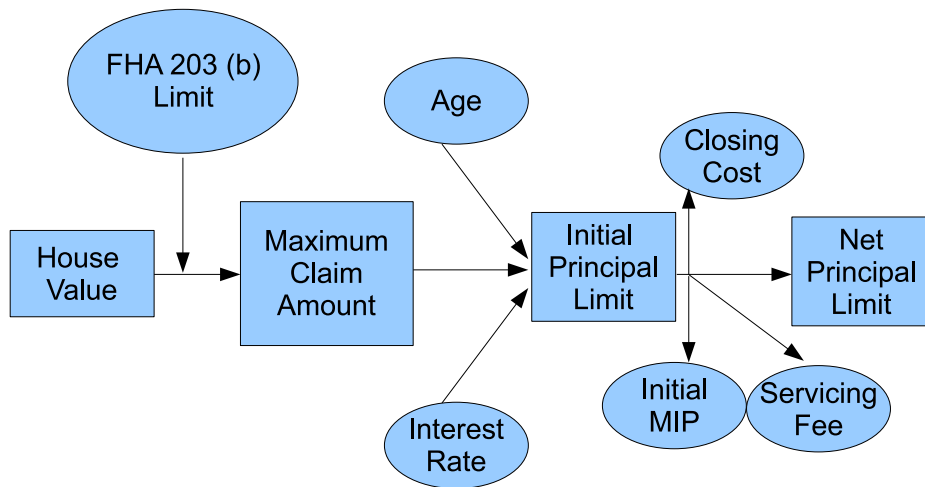 FHA 203 (b)
Limit
Age
Closing
Cost
House
Value
Maximum
Claim
Amount
Initial
Principal
Limit
Net
Principal
Limit
Interest
Rate
Initial
MIP
Servicing
Fee